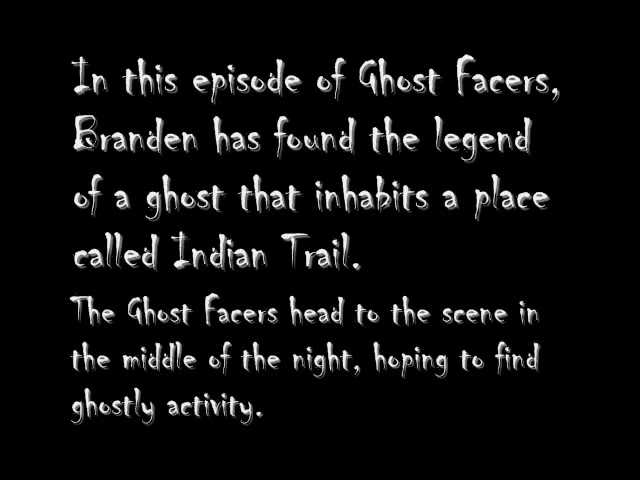 In this episode of Ghost Facers,
Branden has found the legend
of a ghost that inhabits a place
called Indian Trail.
The Ghost Facers head to the scene in
the middle of the night, hoping to find
ghostly activity.